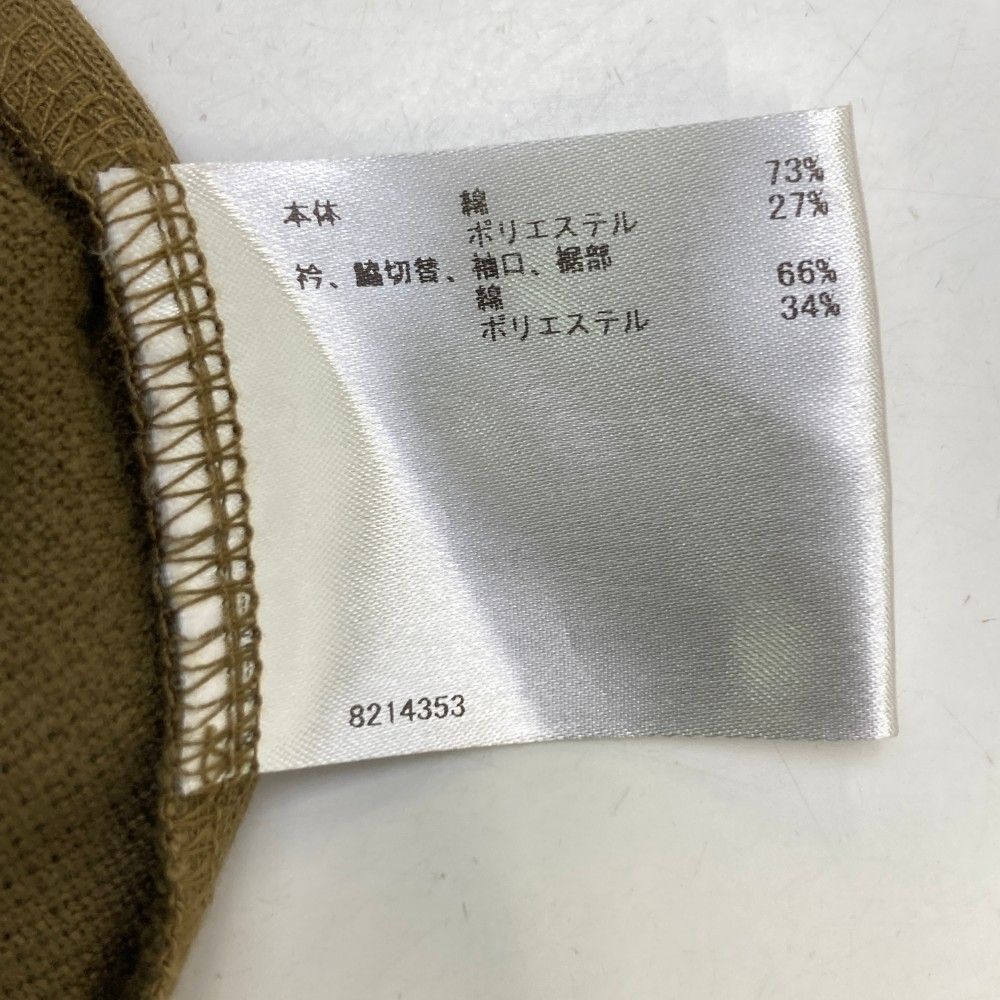 本体 綿 73%
ポリエステル 27%
衿、脇切替、袖口、裾部
綿 66%
ポリエステル 34%
8214353